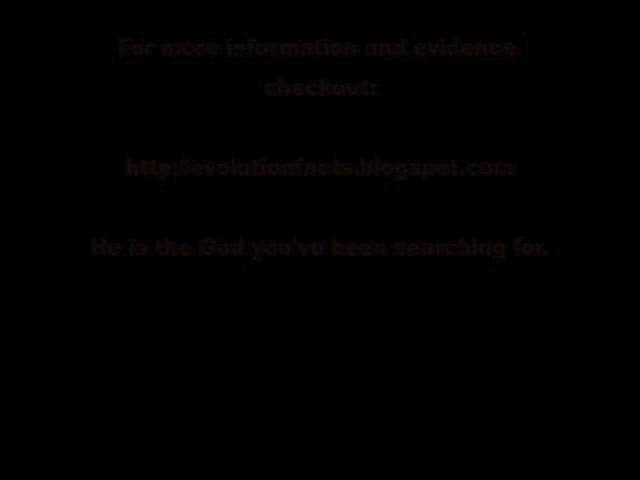 For more information and evidence
checkout:
http://evolutionfacts.blogspot.com
He is the God you've been searching for.